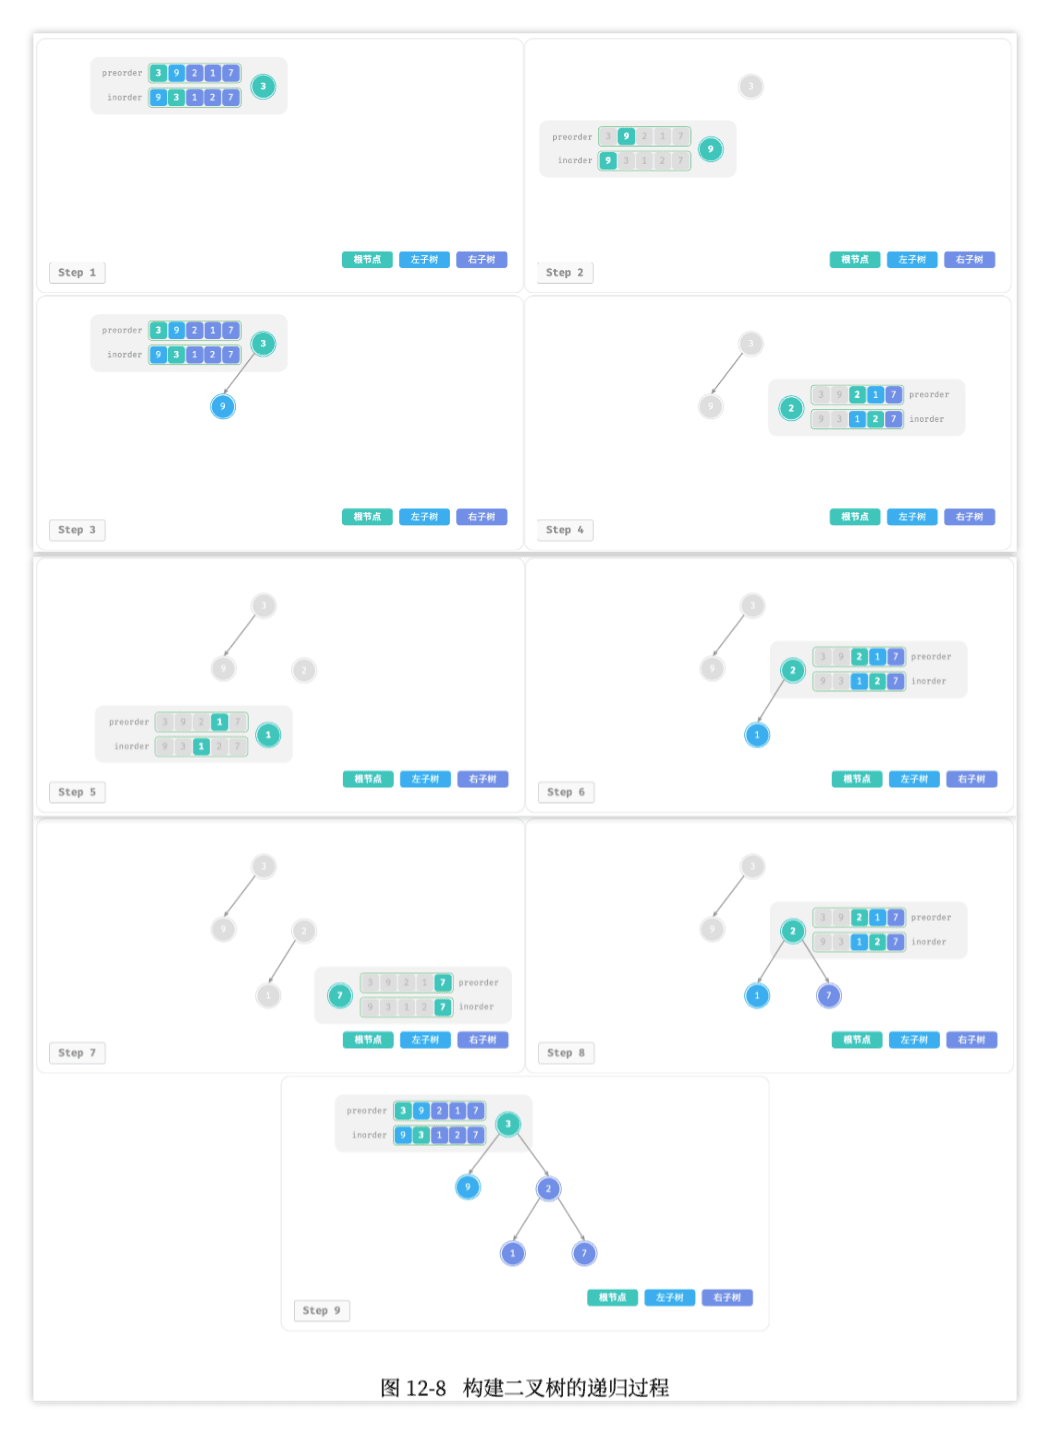 preorder 3 9 2 1 7
3
inorder 9 3 1 2 7
根节点 左子树 右子树
Step 1
3
preorder 3 9 2 1 7
9
inorder 9 3 1 2 7
根节点 左子树 右子树
Step 2
preorder 3 9 2 1 7
3
inorder 9 3 1 2 7
9
根节点 左子树 右子树
Step 3
3
3 9 2 1 7 preorder
9 2
9 3 1 2 7 inorder
根节点 左子树 右子树
Step 4
3
9 2
preorder 3 9 2 1 7
1
inorder 9 3 1 2 7
根节点 左子树 右子树
Step 5
3
3 9 2 1 7 preorder
9 2
9 3 1 2 7 inorder
1
根节点 左子树 右子树
Step 6
3
9 2
3 9 2 1 7 preorder
1 7
9 3 1 2 7 inorder
根节点 左子树 右子树
Step 7
3
3 9 2 1 7 preorder
9 2
9 3 1 2 7 inorder
1 7
根节点 左子树 右子树
Step 8
preorder 3 9 2 1 7
3
inorder 9 3 1 2 7
9 2
1 7
根节点 左子树 右子树
Step 9
图 12-8 构建二叉树的递归过程